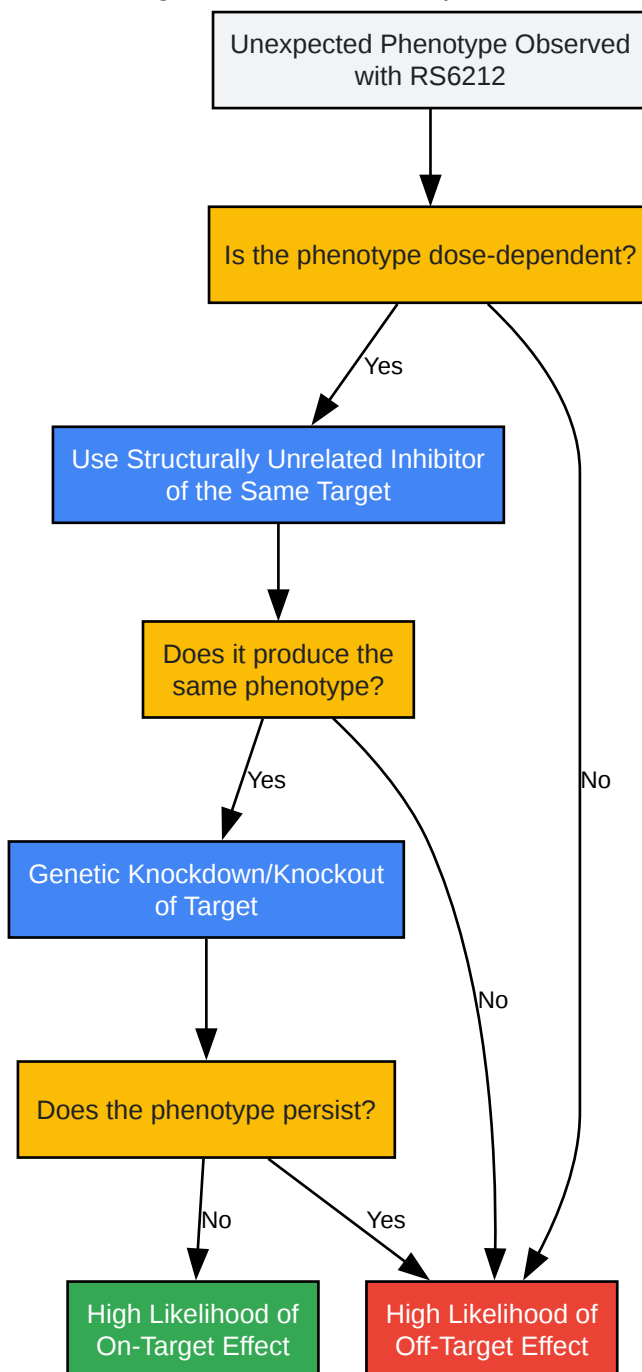 Unexpected Phenotype Observed
with RS6212
Is the phenotype dose-dependent?
Yes
Use Structurally Unrelated Inhibitor
of the Same Target
Does it produce the
same phenotype?
Yes
No
Genetic Knockdown/Knockout
of Target
No
Does the phenotype persist?
No
Yes
High Likelihood of
On-Target Effect
High Likelihood of
Off-Target Effect